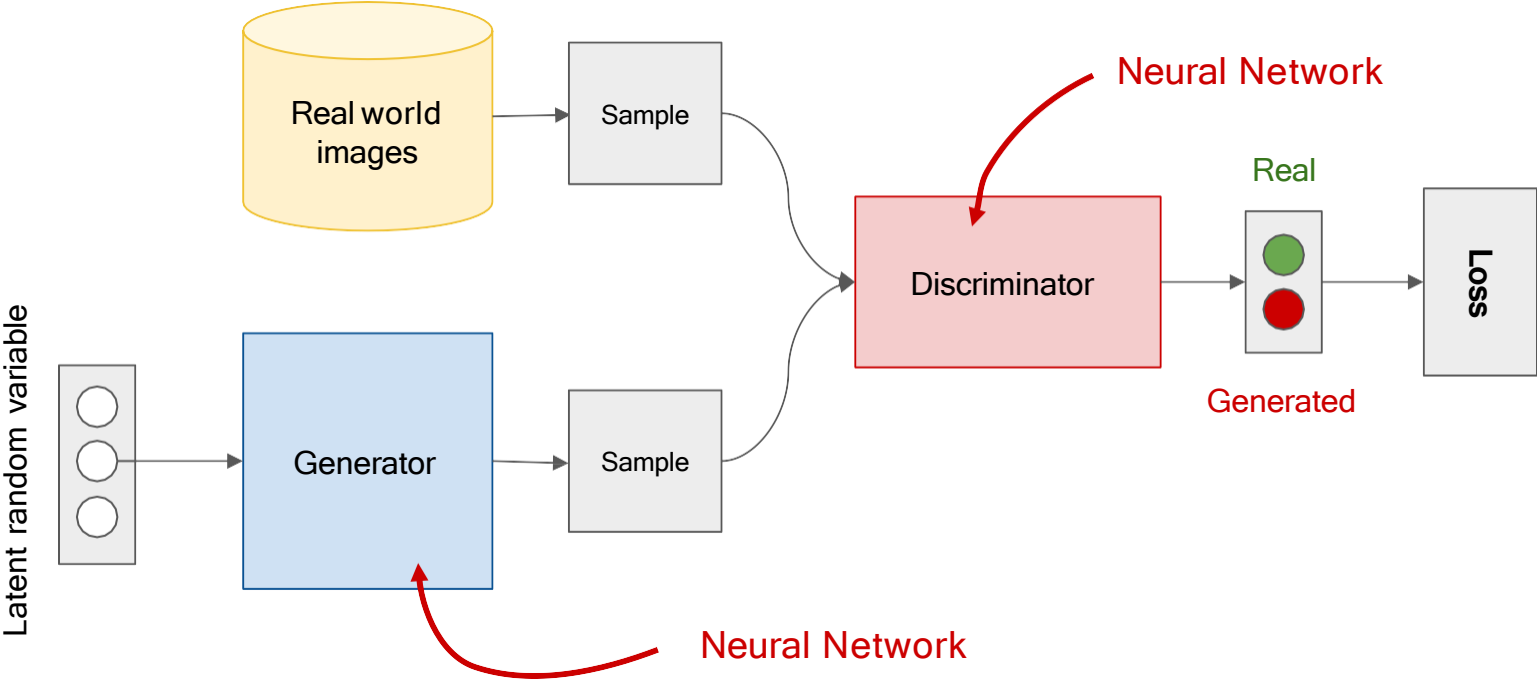 Neural Network
Real world
images
Sample
Real
Discriminator
Loss
Latent random variable
Generator
Sample
Generated
Neural Network